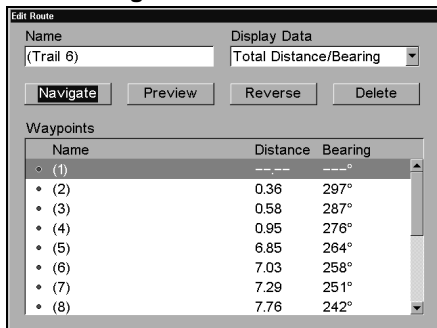 Edit Route
Name Display Data
(Trail 6) Total Distance/Bearing
Navigate Preview Reverse Delete
Waypoints
Name Distance Bearing
(1) --.-- ---°
(2) 0.36 297°
(3) 0.58 287°
(4) 0.95 276°
(5) 6.85 264°
(6) 7.03 258°
(7) 7.29 251°
(8) 7.76 242°